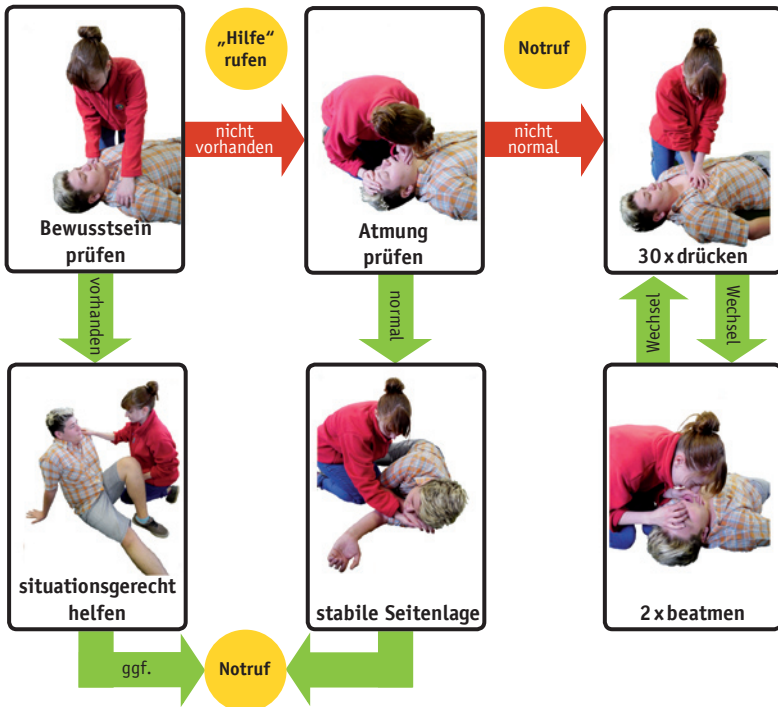 „Hilfe“
rufen
Notruf
nicht
vorhanden
nicht
normal
Bewusstsein
prüfen
Atmung
prüfen
30 x drücken
vorhanden
normal
Wechsel
Wechsel
situationsgerecht
helfen
stabile Seitenlage
2 x beatmen
ggf.
Notruf